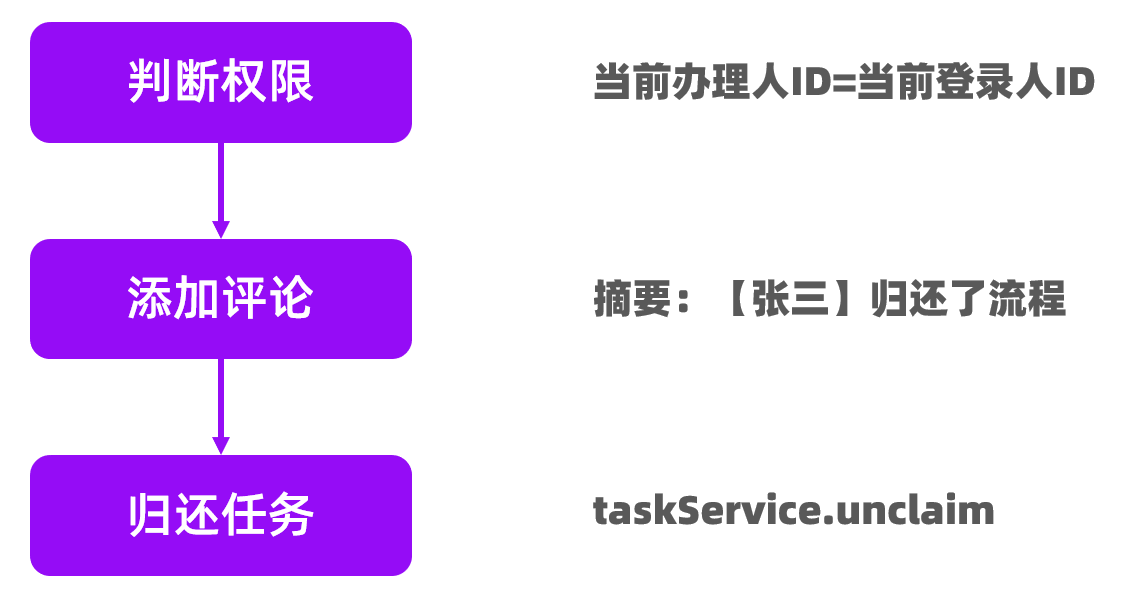 判断权限
当前办理人ID=当前登录人ID
添加评论
摘要：【张三】归还了流程
归还任务
taskService.unclaim